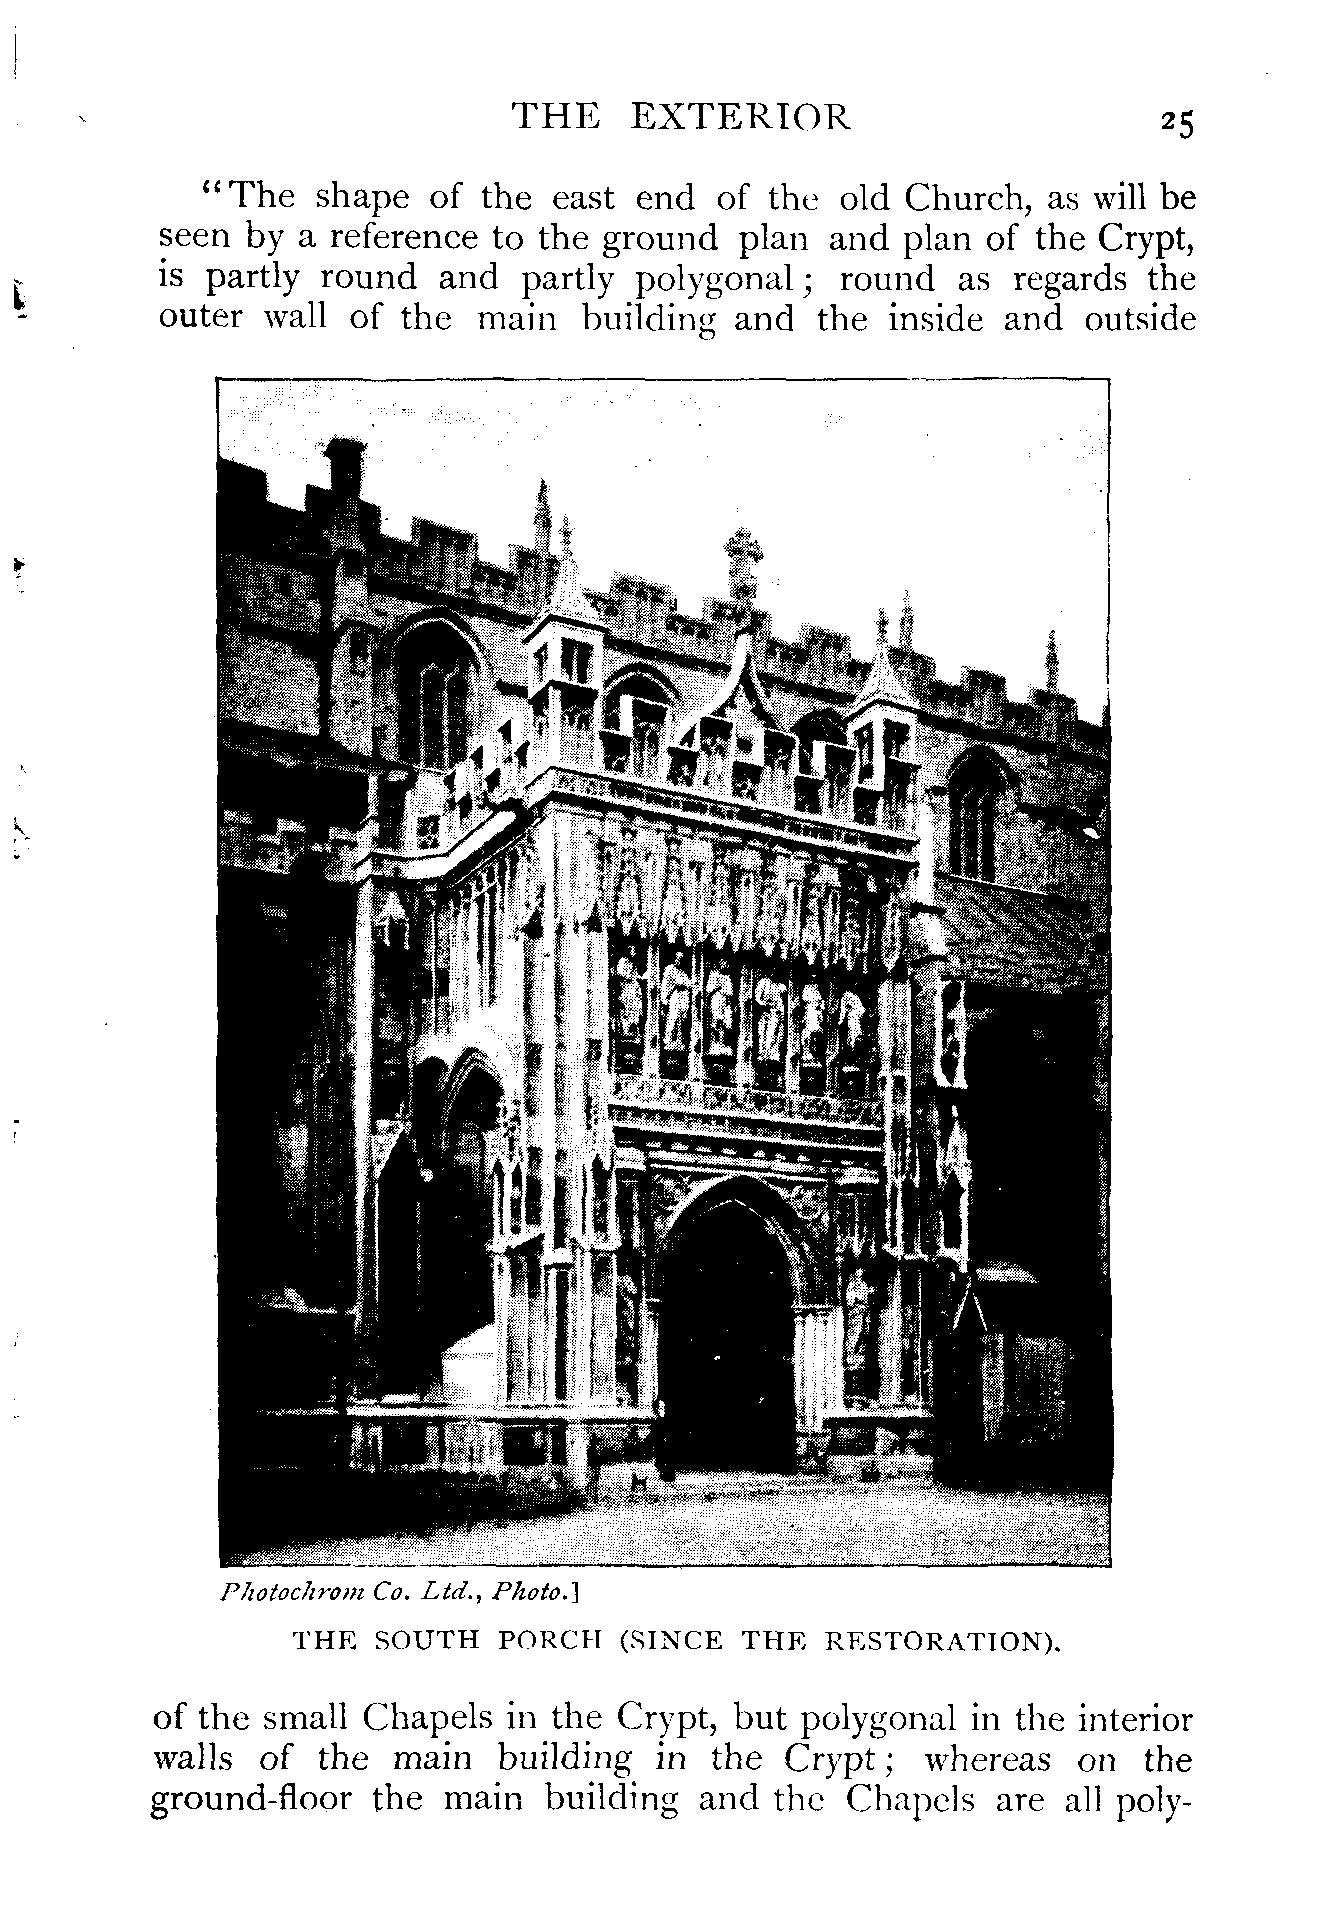 THE EXTERIOR 25
“The shape of the east end of the old Church, as will be
seen by a reference to the ground plan and plan of the Crypt,
is partly round and partly polygonal; round as regards the
outer wall of the main building and the inside and outside
Photochrom Co. Ltd., Photo.]
THE SOUTH PORCH (SINCE THE RESTORATION).
of the small Chapels in the Crypt, but polygonal in the interior
walls of the main building in the Crypt; whereas on the
ground-floor the main building and the Chapels are all poly-